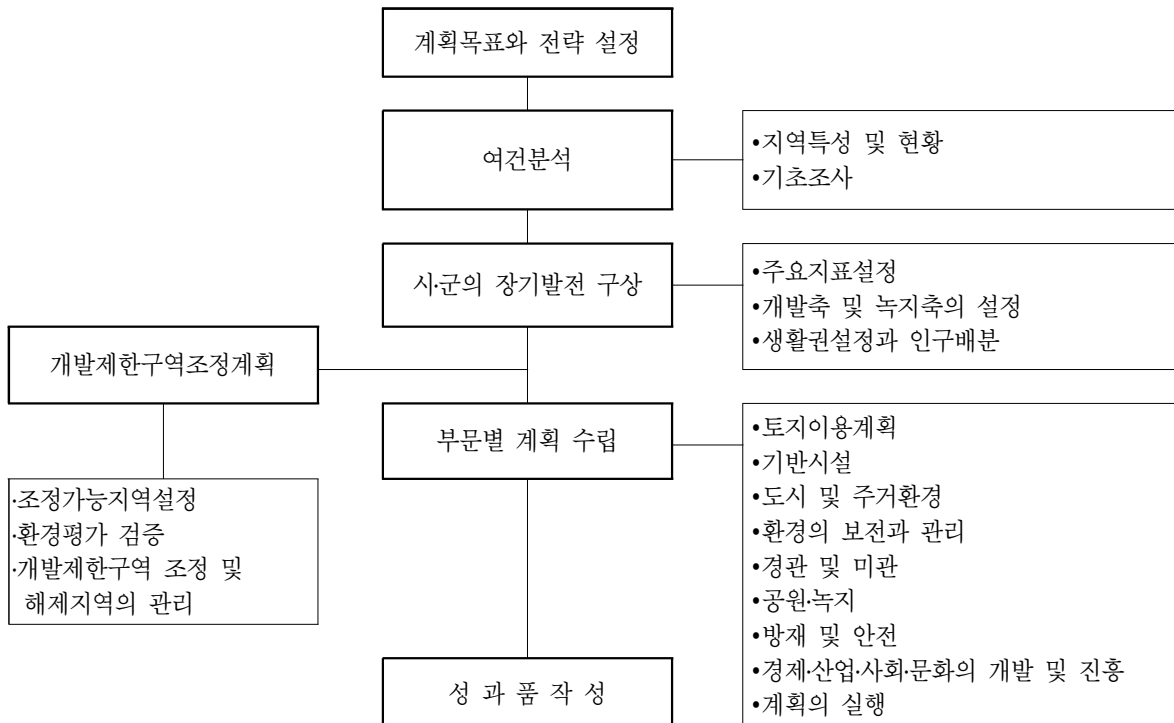 계획목표와 전략 설정
여건분석
•지역특성 및 현황
•기초조사
시·군의 장기발전 구상
•주요지표설정
•개발축 및 녹지축의 설정
•생활권설정과 인구배분
개발제한구역조정계획
·조정가능지역설정
·환경평가 검증
·개발제한구역 조정 및
해제지역의 관리
부문별 계획 수립
•토지이용계획
•기반시설
•도시 및 주거환경
•환경의 보전과 관리
•경관 및 미관
•공원·녹지
•방재 및 안전
•경제·산업·사회·문화의 개발 및 진흥
•계획의 실행
성 과 품 작 성